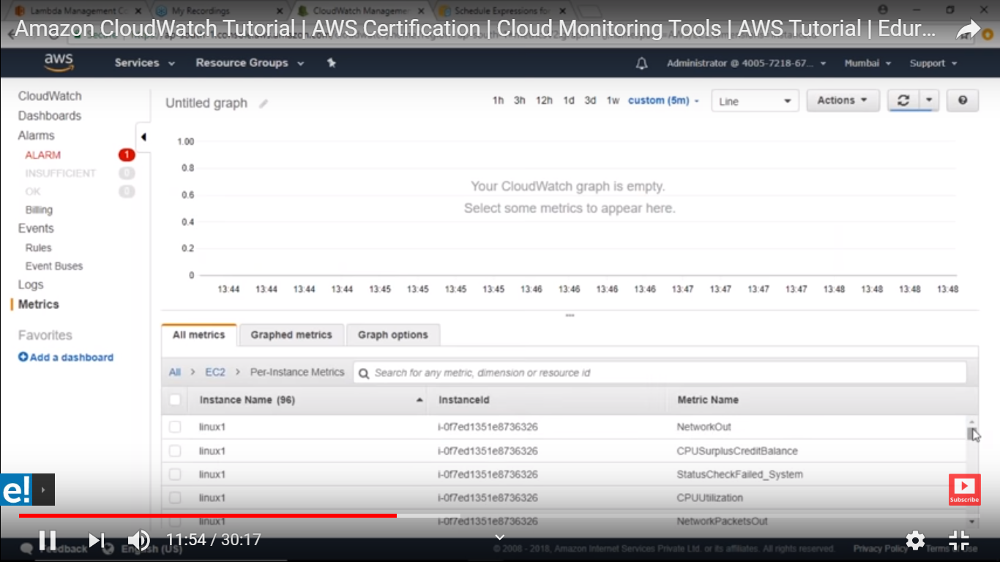 Lambda Management Co
My Recordings
CloudWatch Manageme
Schedule Expressions for
Amazon CloudWatch Tutorial | AWS Certification | Cloud Monitoring Tools | AWS Tutorial | Edur...
aws
Services
Resource Groups
Administrator @ 4005-7218-67...
Mumbai
Support
CloudWatch
Dashboards
Alarms
ALARM 1
INSUFFICIENT 0
OK 0
Billing
Events
Rules
Event Buses
Logs
Metrics
Favorites
Add a dashboard
Untitled graph
1h 3h 12h 1d 3d 1w custom (5m)
Line
Actions
1.00
0.8
0.6
0.4
0.2
0
Your CloudWatch graph is empty.
Select some metrics to appear here.
13:44 13:44 13:44 13:44 13:45 13:45 13:45 13:45 13:46 13:46 13:46 13:46 13:47 13:47 13:47 13:47 13:48 13:48 13:48 13:48
All metrics
Graphed metrics
Graph options
All > EC2 > Per-Instance Metrics
Search for any metric, dimension or resource id
Instance Name (96) InstanceId Metric Name
linux1 i-0f7ed1351e8736326 NetworkOut
linux1 i-0f7ed1351e8736326 CPUSurplusCreditBalance
linux1 i-0f7ed1351e8736326 StatusCheckFailed_System
linux1 i-0f7ed1351e8736326 CPUUtilization
linux1 i-0f7ed1351e8736326 NetworkPacketsOut
e!
Subscribe
11:54 / 30:17
Feedback
English (US)
© 2008 - 2018, Amazon Internet Services Private Ltd. or its affiliates. All rights reserved.
Privacy Policy
Terms of Use